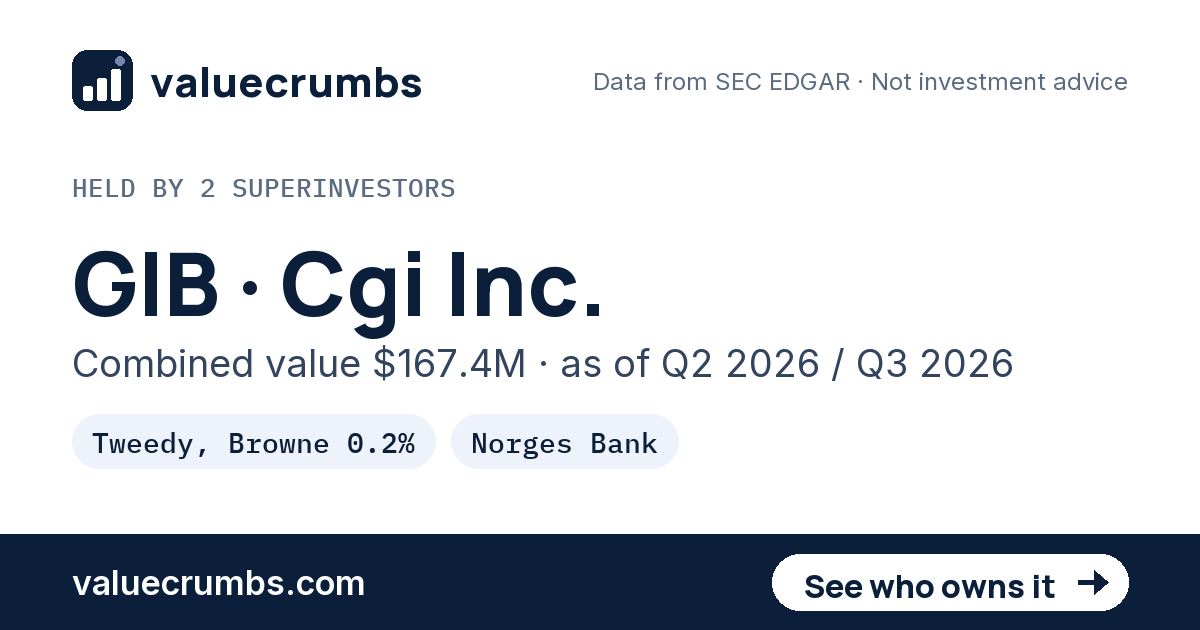 valuecrumbs
Data from SEC EDGAR · Not investment advice
HELD BY 2 SUPERINVESTORS
GIB · Cgi Inc.
Combined value $167.4M · as of Q2 2026 / Q3 2026
Tweedy, Browne 0.2%
Norges Bank
valuecrumbs.com
See who owns it →